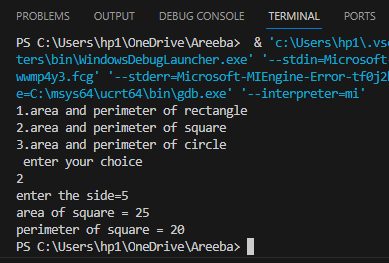 PROBLEMS OUTPUT DEBUG CONSOLE TERMINAL PORTS
PS C:\Users\hp1\OneDrive\Areeba>  & 'c:\Users\hp1\.vsc
ters\bin\WindowsDebugLauncher.exe' '--stdin=Microsoft-
wwmp4y3.fcg' '--stderr=Microsoft-MIEngine-Error-tf0j2h
e=C:\msys64\ucrt64\bin\gdb.exe' '--interpreter=mi'
1.area and perimeter of rectangle
2.area and perimeter of square
3.area and perimeter of circle
 enter your choice
2
enter the side=5
area of square = 25
perimeter of square = 20
PS C:\Users\hp1\OneDrive\Areeba>